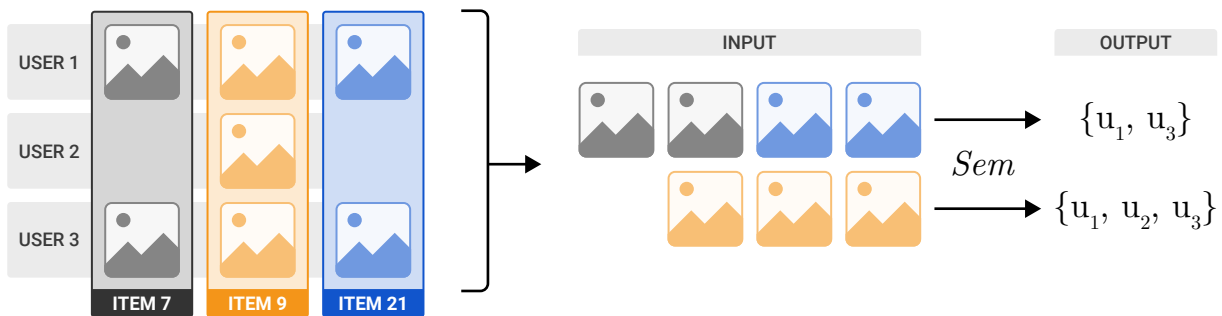 USER 1
USER 2
USER 3
ITEM 7
ITEM 9
ITEM 21
INPUT
OUTPUT
{u₁, u₃}
Sem
{u₁, u₂, u₃}